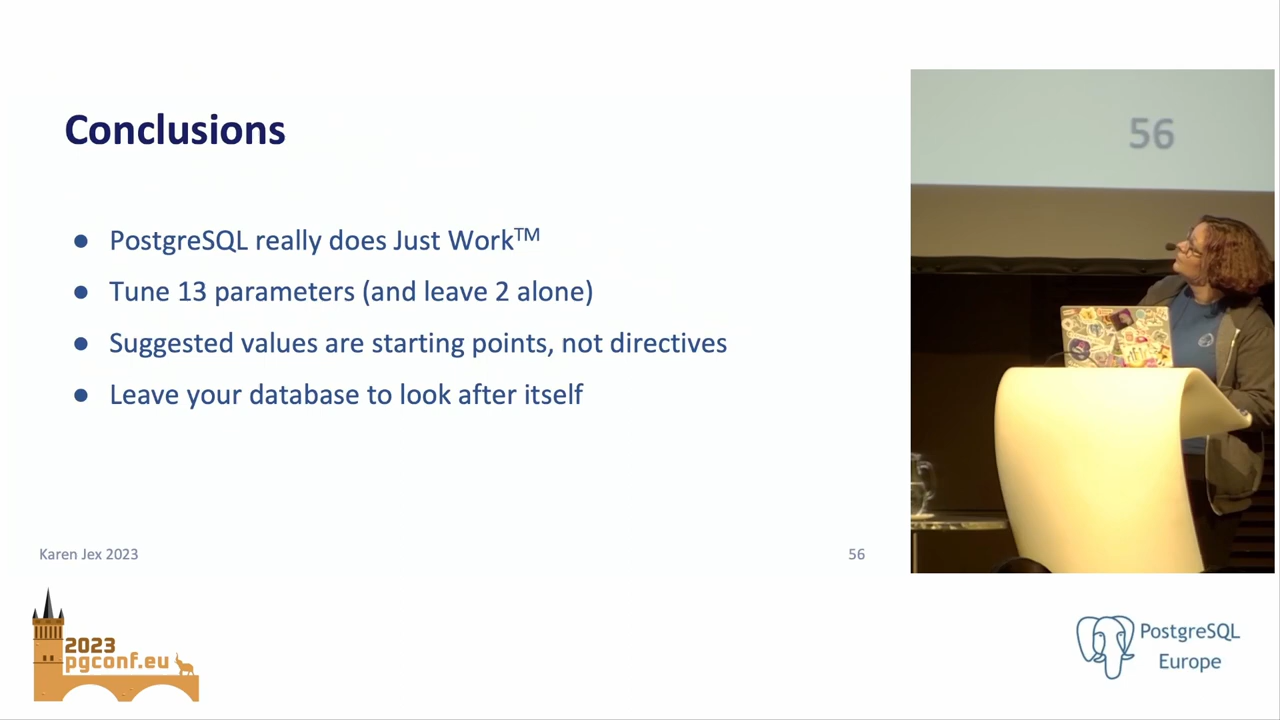 Conclusions
● PostgreSQL really does Just Work™
● Tune 13 parameters (and leave 2 alone)
● Suggested values are starting points, not directives
● Leave your database to look after itself
Karen Jex 2023
56
56
2023
pgconf.eu
PostgreSQL
Europe